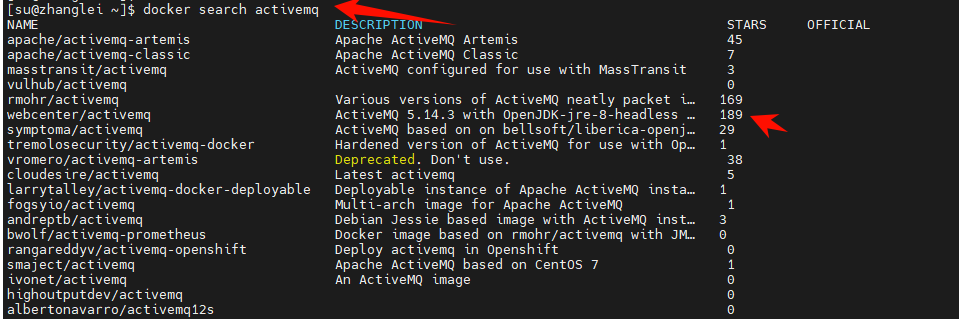 [su@zhanglei ~]$ docker search activemq
NAME DESCRIPTION STARS OFFICIAL
apache/activemq-artemis Apache ActiveMQ Artemis 45
apache/activemq-classic Apache ActiveMQ Classic 7
masstransit/activemq ActiveMQ configured for use with MassTransit 3
vulhub/activemq 0
rmohr/activemq Various versions of ActiveMQ neatly packet i… 169
webcenter/activemq ActiveMQ 5.14.3 with OpenJDK-jre-8-headless … 189
symptoma/activemq ActiveMQ based on on bellsoft/liberica-openj… 29
tremolosecurity/activemq-docker Hardened version of ActiveMQ for use with Op… 1
vromero/activemq-artemis Deprecated. Don't use. 38
cloudesire/activemq Latest activemq 5
larrytalley/activemq-docker-deployable Deployable instance of Apache ActiveMQ insta… 1
fogsyio/activemq Multi-arch image for Apache ActiveMQ 1
andreptb/activemq Debian Jessie based image with ActiveMQ inst… 3
bwolf/activemq-prometheus Docker image based on rmohr/activemq with JM… 0
rangareddyv/activemq-openshift Deploy activemq in Openshift 0
smaject/activemq Apache ActiveMQ based on CentOS 7 1
ivonet/activemq An ActiveMQ image 0
highoutputdev/activemq 0
albertonavarro/activemq12s 0